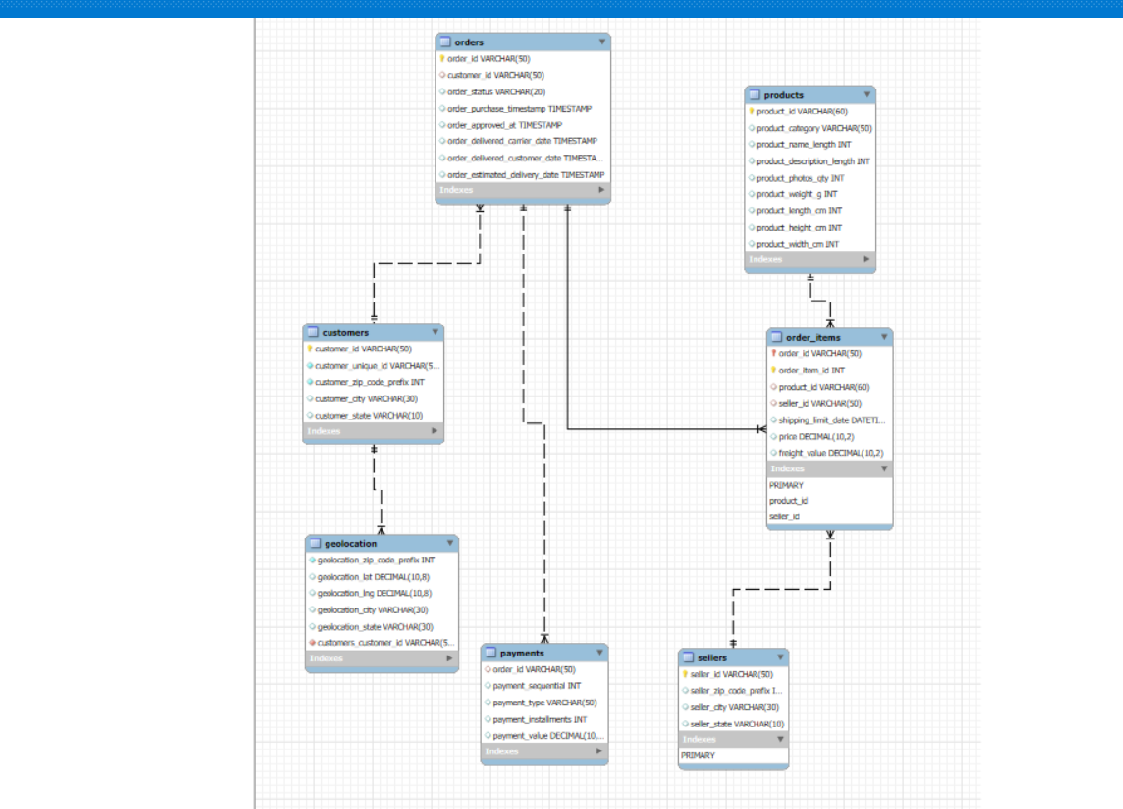 orders
order_id VARCHAR(50)
customer_id VARCHAR(50)
order_status VARCHAR(20)
order_purchase_timestamp TIMESTAMP
order_approved_at TIMESTAMP
order_delivered_carrier_date TIMESTAMP
order_delivered_customer_date TIMESTA...
order_estimated_delivery_date TIMESTAMP
Indexes
products
product_id VARCHAR(60)
product_category VARCHAR(50)
product_name_length INT
product_description_length INT
product_photos_qty INT
product_weight_g INT
product_length_cm INT
product_height_cm INT
product_width_cm INT
Indexes
customers
customer_id VARCHAR(50)
customer_unique_id VARCHAR(5...
customer_zip_code_prefix INT
customer_city VARCHAR(30)
customer_state VARCHAR(10)
Indexes
order_items
order_id VARCHAR(50)
order_item_id INT
product_id VARCHAR(60)
seller_id VARCHAR(50)
shipping_limit_date DATETI...
price DECIMAL(10,2)
freight_value DECIMAL(10,2)
Indexes
PRIMARY
product_id
seller_id
geolocation
geolocation_zip_code_prefix INT
geolocation_lat DECIMAL(10,8)
geolocation_lng DECIMAL(10,8)
geolocation_city VARCHAR(30)
geolocation_state VARCHAR(30)
customers_customer_id VARCHAR(5...
Indexes
payments
order_id VARCHAR(50)
payment_sequential INT
payment_type VARCHAR(50)
payment_installments INT
payment_value DECIMAL(10,...
Indexes
sellers
seller_id VARCHAR(50)
seller_zip_code_prefix I...
seller_city VARCHAR(30)
seller_state VARCHAR(10)
Indexes
PRIMARY